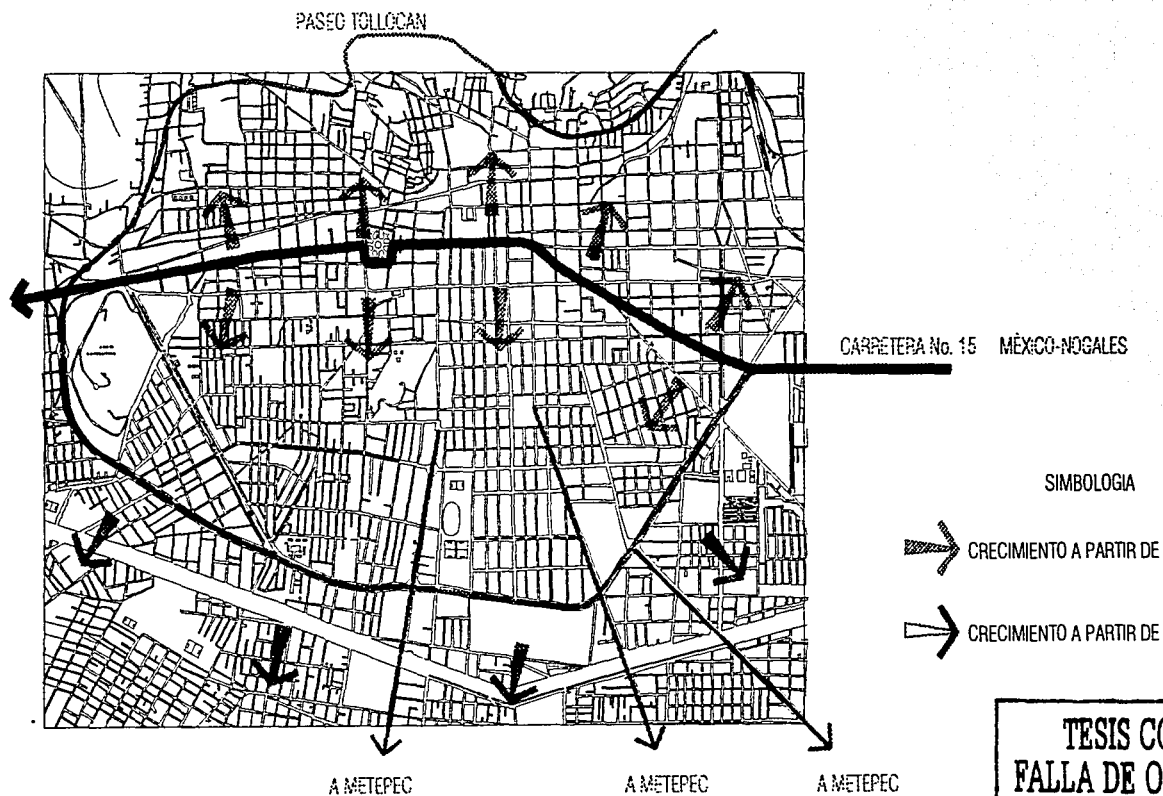 PASEO TOLLOCAN
CARRETERA No. 15 MÉXICO-NOGALES
SIMBOLOGIA
CRECIMIENTO A PARTIR DE
CRECIMIENTO A PARTIR DE
TESIS CO
FALLA DE O
A METEPEC A METEPEC A METEPEC